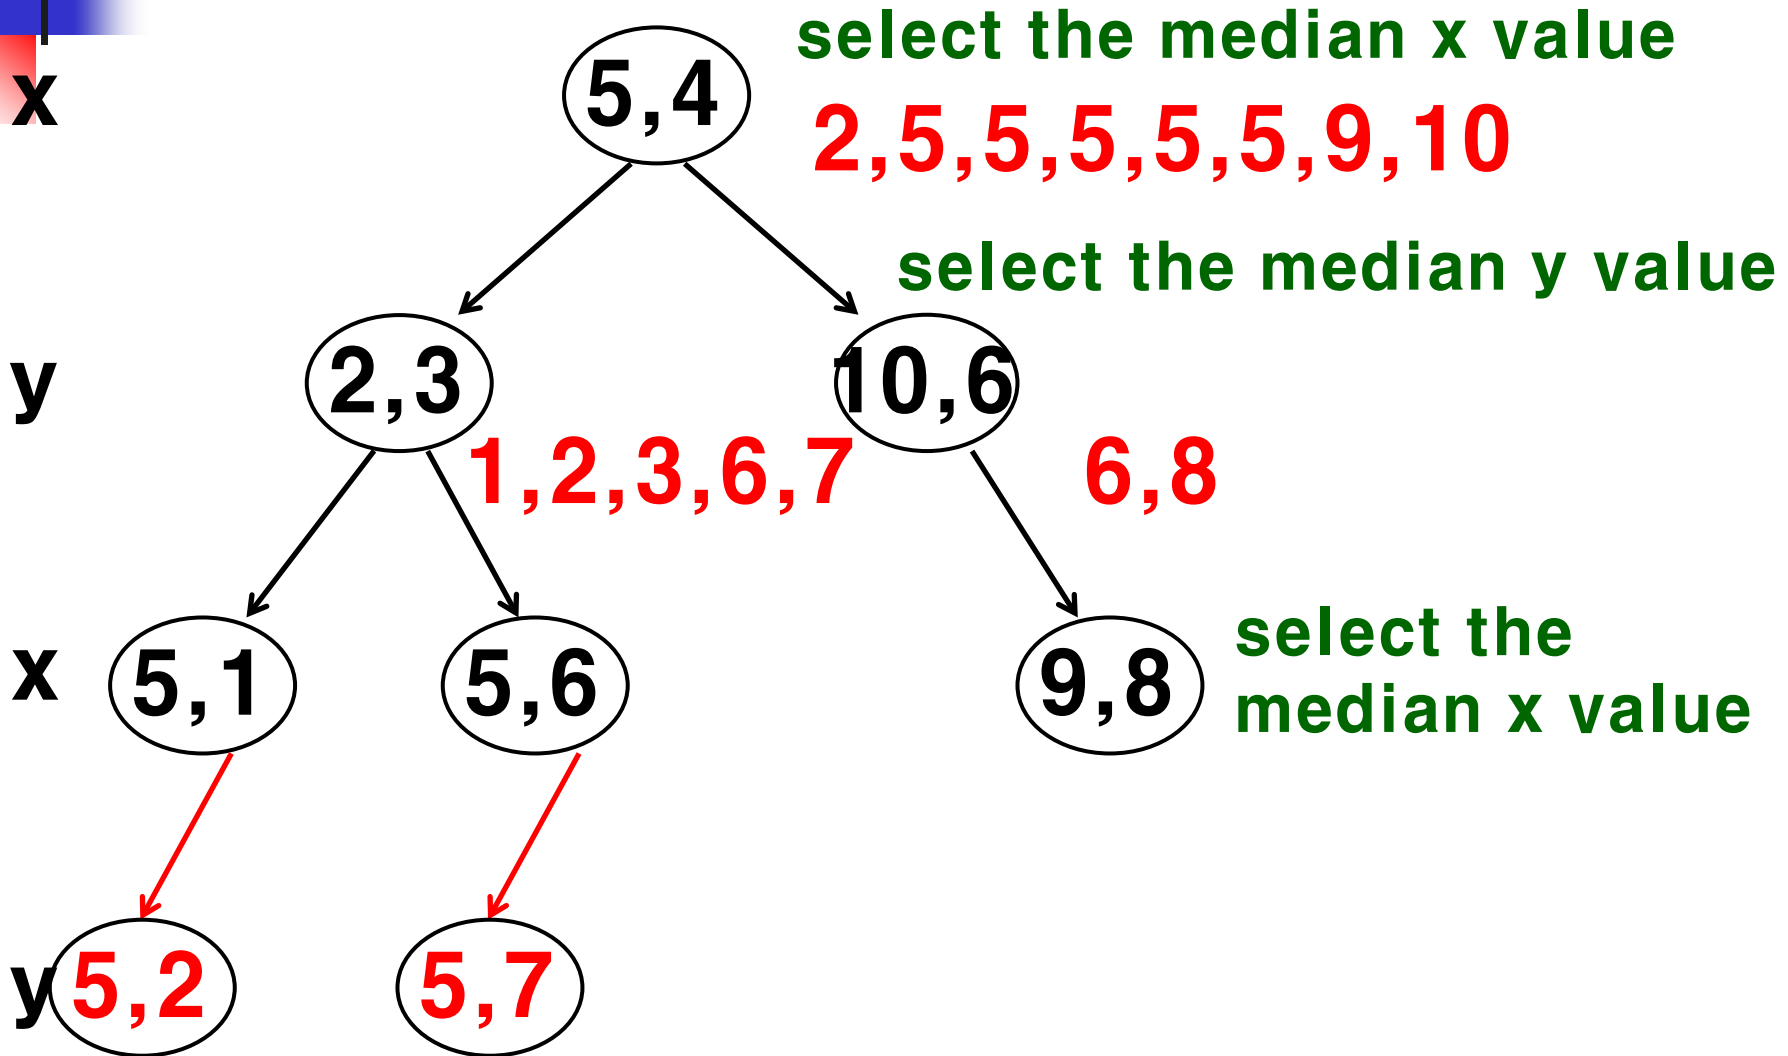 select the median x value
x
5,4
2,5,5,5,5,5,9,10
select the median y value
y
2,3
10,6
1,2,3,6,7
6,8
x
5,1
5,6
9,8
select the
median x value
y
5,2
5,7